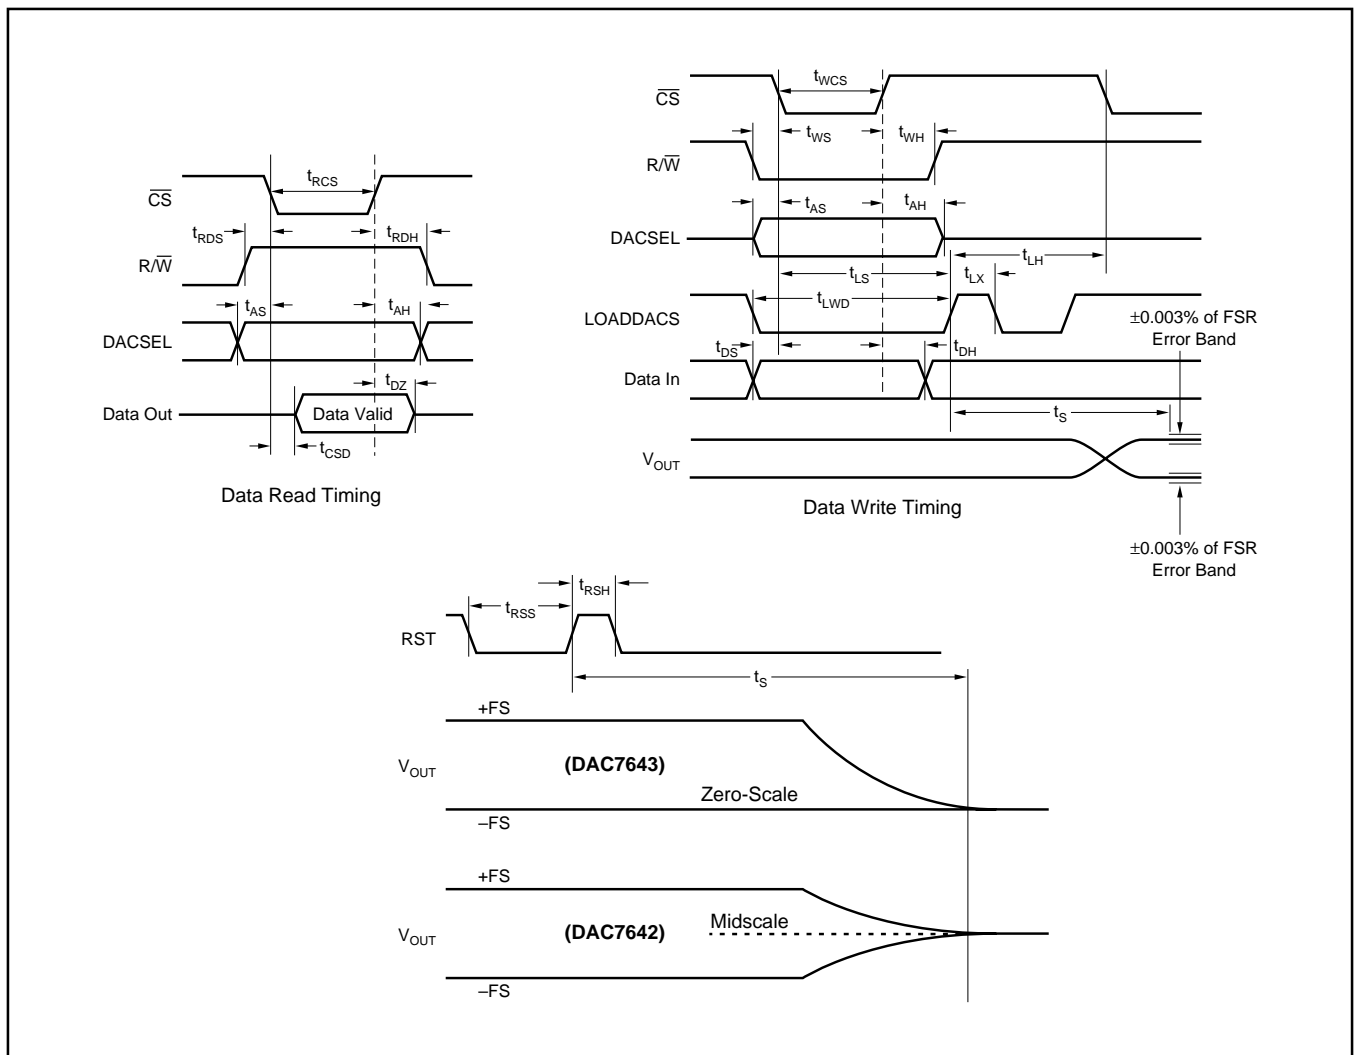 CS
tRCS
tRDS
tRDH
R/W
tAS
tAH
DACSEL
tDZ
Data Out
Data Valid
tCSD
Data Read Timing
tWCS
CS
tWS
tWH
R/W
tAS
tAH
DACSEL
tLH
tLS
tLX
tLWD
LOADDACS
±0.003% of FSR
Error Band
tDS
tDH
Data In
tS
VOUT
Data Write Timing
±0.003% of FSR
Error Band
tRSH
tRSS
RST
tS
+FS
VOUT
(DAC7643)
Zero-Scale
–FS
+FS
Midscale
VOUT
(DAC7642)
–FS